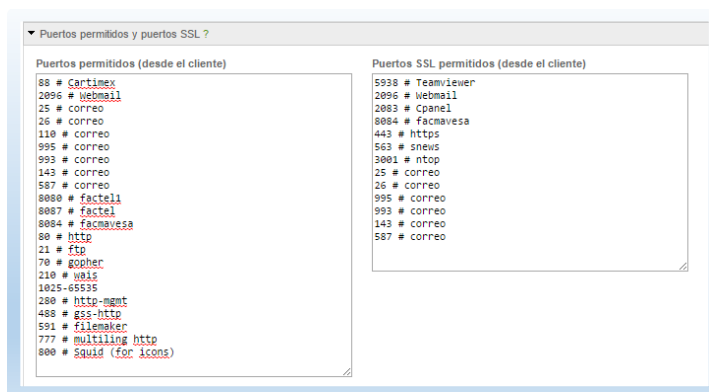 Puertos permitidos y puertos SSL ?
Puertos permitidos (desde el cliente)
88 # Cartimex
2096 # Webmail
25 # correo
26 # correo
110 # correo
995 # correo
993 # correo
143 # correo
587 # correo
8080 # factel1
8087 # factel
8084 # facmavesa
80 # http
21 # ftp
70 # gopher
210 # wais
1025-65535
280 # http-mgmt
488 # gss-http
591 # filemaker
777 # multiling http
800 # Squid (for icons)
Puertos SSL permitidos (desde el cliente)
5938 # Teamviewer
2096 # Webmail
2083 # Cpanel
8084 # facmavesa
443 # https
563 # snews
3001 # ntop
25 # correo
26 # correo
995 # correo
993 # correo
143 # correo
587 # correo